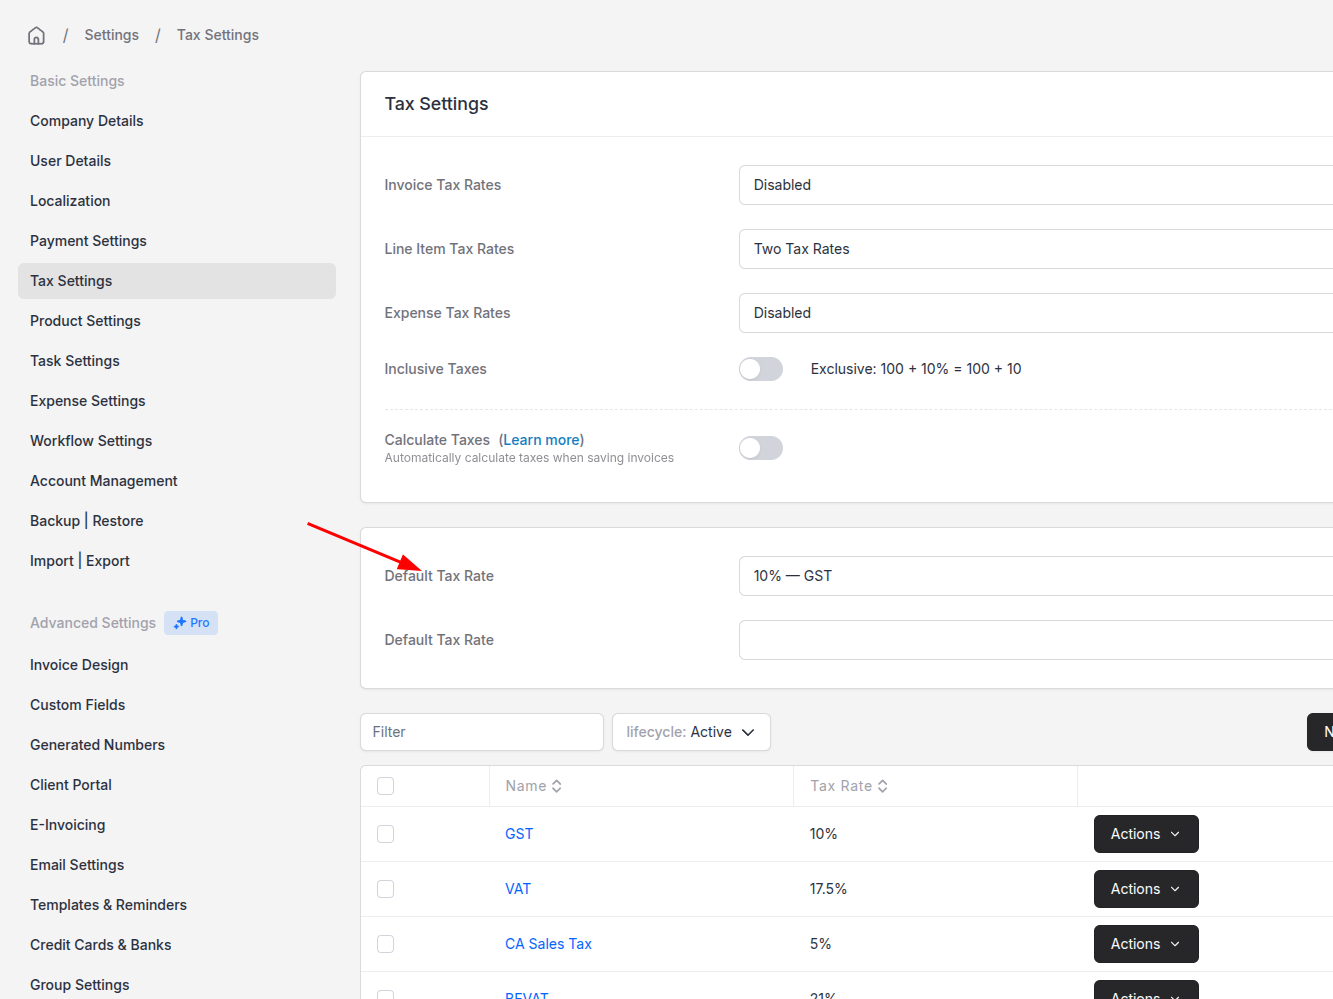 / Settings / Tax Settings
Basic Settings
Company Details
User Details
Localization
Payment Settings
Tax Settings
Product Settings
Task Settings
Expense Settings
Workflow Settings
Account Management
Backup | Restore
Import | Export
Advanced Settings Pro
Invoice Design
Custom Fields
Generated Numbers
Client Portal
E-Invoicing
Email Settings
Templates & Reminders
Credit Cards & Banks
Group Settings
Tax Settings
Invoice Tax Rates Disabled
Line Item Tax Rates Two Tax Rates
Expense Tax Rates Disabled
Inclusive Taxes Exclusive: 100 + 10% = 100 + 10
Calculate Taxes (Learn more)
Automatically calculate taxes when saving invoices
Default Tax Rate 10% — GST
Default Tax Rate
Filter lifecycle: Active
Name Tax Rate
GST 10% Actions
VAT 17.5% Actions
CA Sales Tax 5% Actions
BEVAT 21% Actions